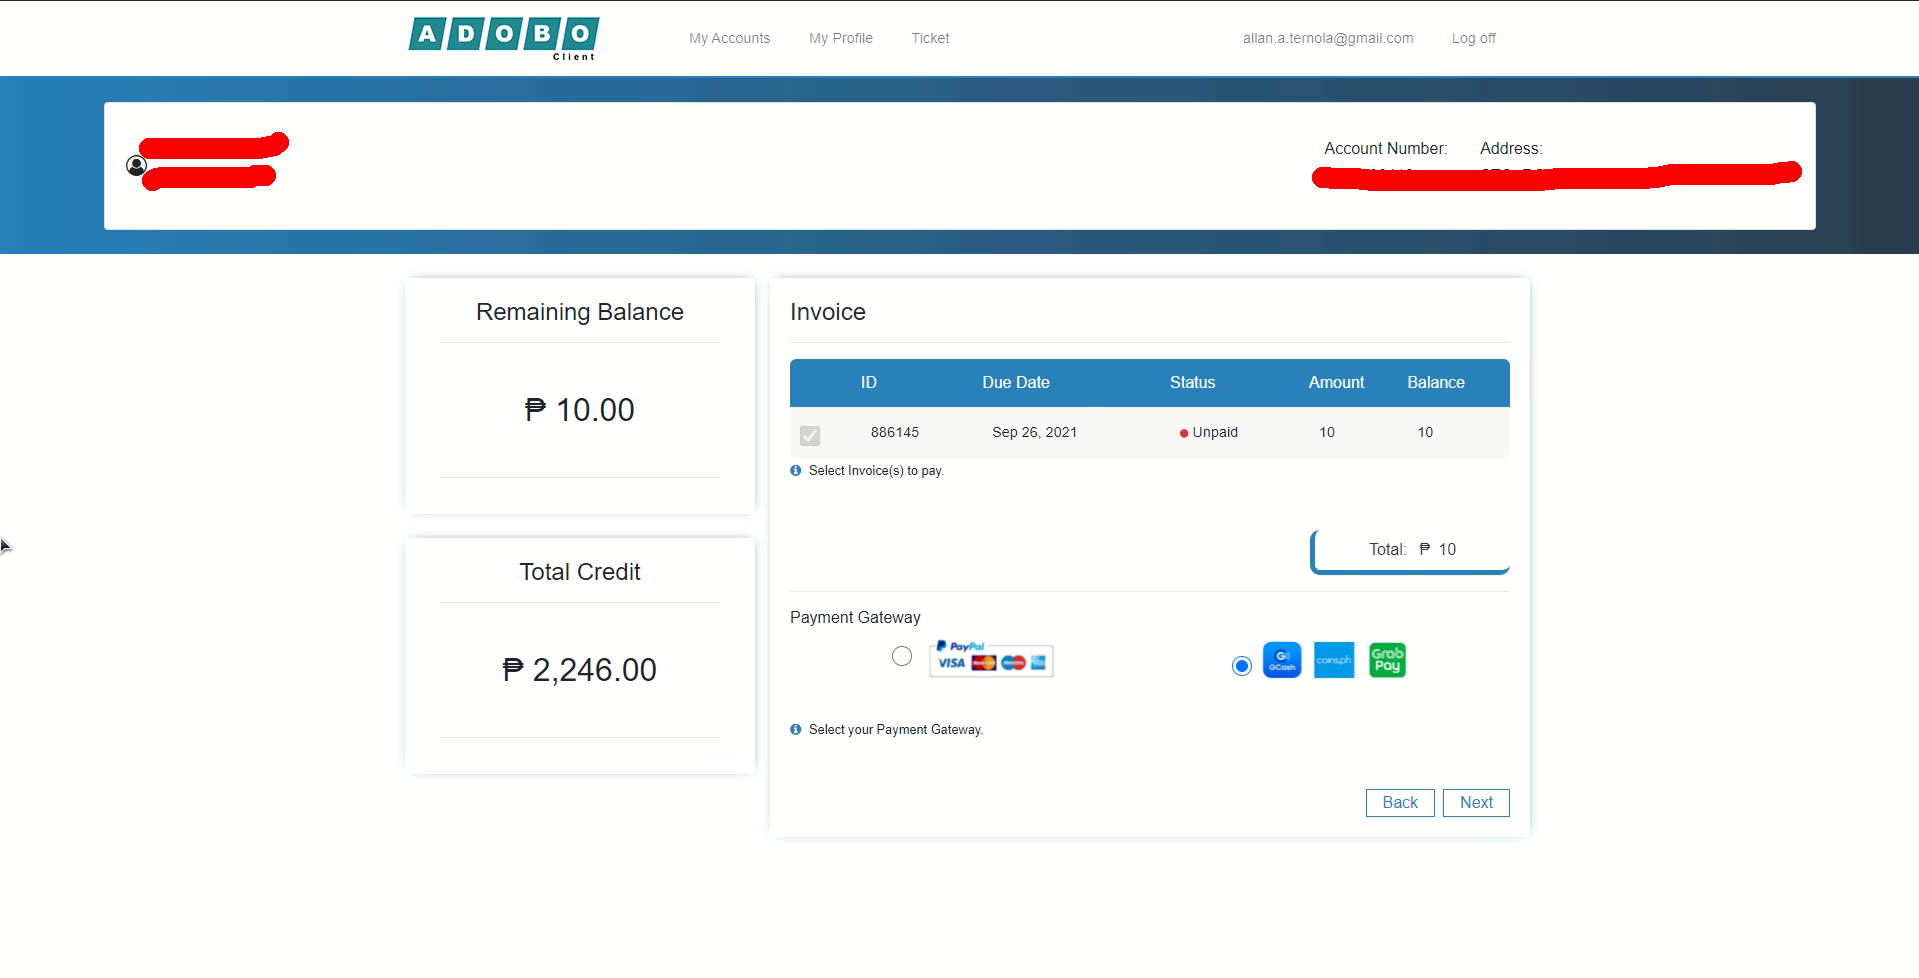 ADOBO
Client
My Accounts My Profile Ticket allan.a.ternola@gmail.com Log off
Account Number: Address:
Remaining Balance
₱ 10.00
Total Credit
₱ 2,246.00
Invoice
ID Due Date Status Amount Balance
886145 Sep 26, 2021 Unpaid 10 10
Select Invoice(s) to pay.
Total: ₱ 10
Payment Gateway
PayPal
VISA
G
GCash
coins.ph
Grab
Pay
Select your Payment Gateway.
Back Next